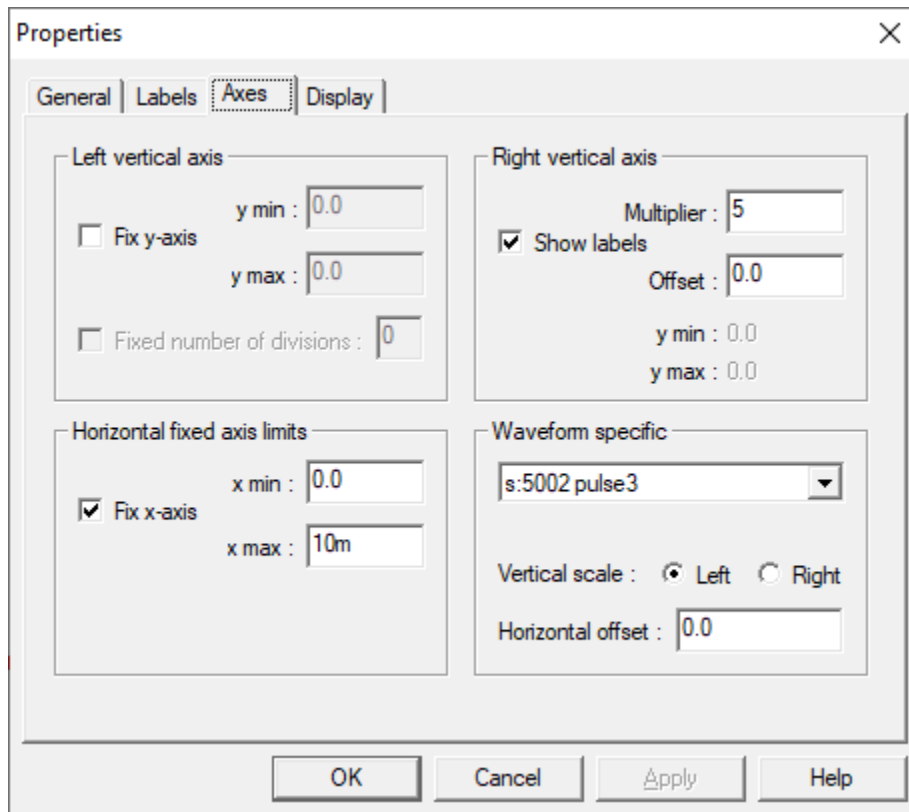 Properties
General
Labels
Axes
Display
Left vertical axis
y min : 0.0
Fix y-axis
y max : 0.0
Fixed number of divisions : 0
Right vertical axis
Multiplier : 5
Show labels
Offset : 0.0
y min : 0.0
y max : 0.0
Horizontal fixed axis limits
x min : 0.0
Fix x-axis
x max : 10m
Waveform specific
s:5002 pulse3
Vertical scale : Left Right
Horizontal offset : 0.0
OK
Cancel
Apply
Help